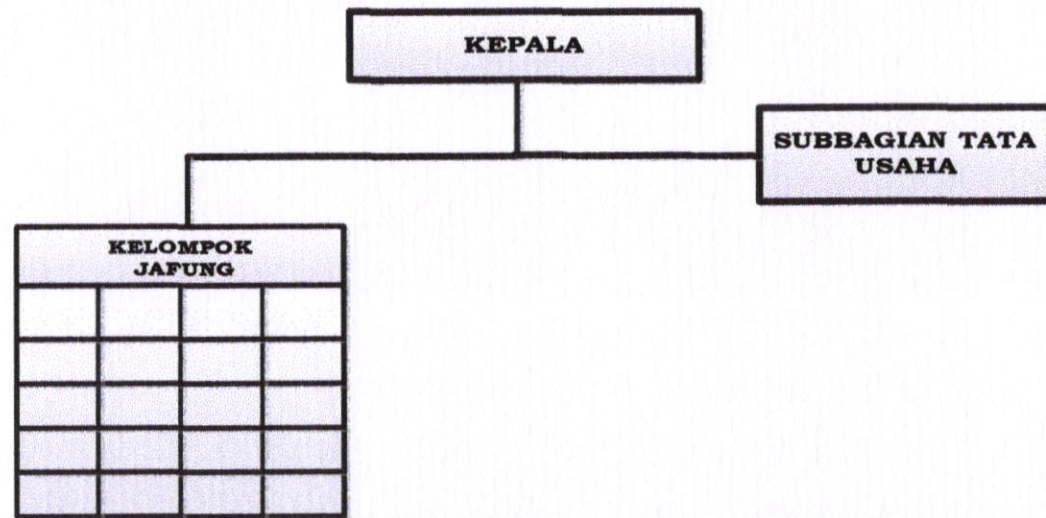 KEPALA
SUBBAGIAN TATA
USAHA
KELOMPOK
JAFUNG